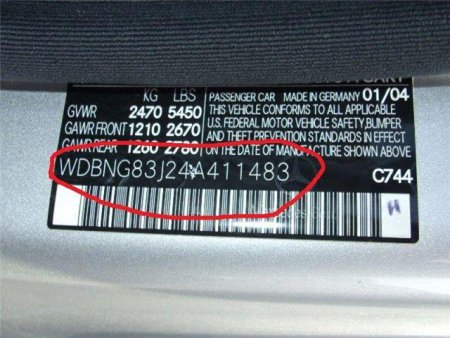 KG LBS
GVWR 2470 5450
GAWR FRONT 1210 2670
GAWR REAR 1260 2780
PASSENGER CAR MADE IN GERMANY 01/04
THIS VEHICLE CONFORMS TO ALL APPLICABLE
U.S. FEDERAL MOTOR VEHICLE SAFETY, BUMPER
AND THEFT PREVENTION STANDARDS IN EFFECT
ON THE DATE OF MANUFACTURE SHOWN ABOVE
WDBNG83J24A411483
C744
H